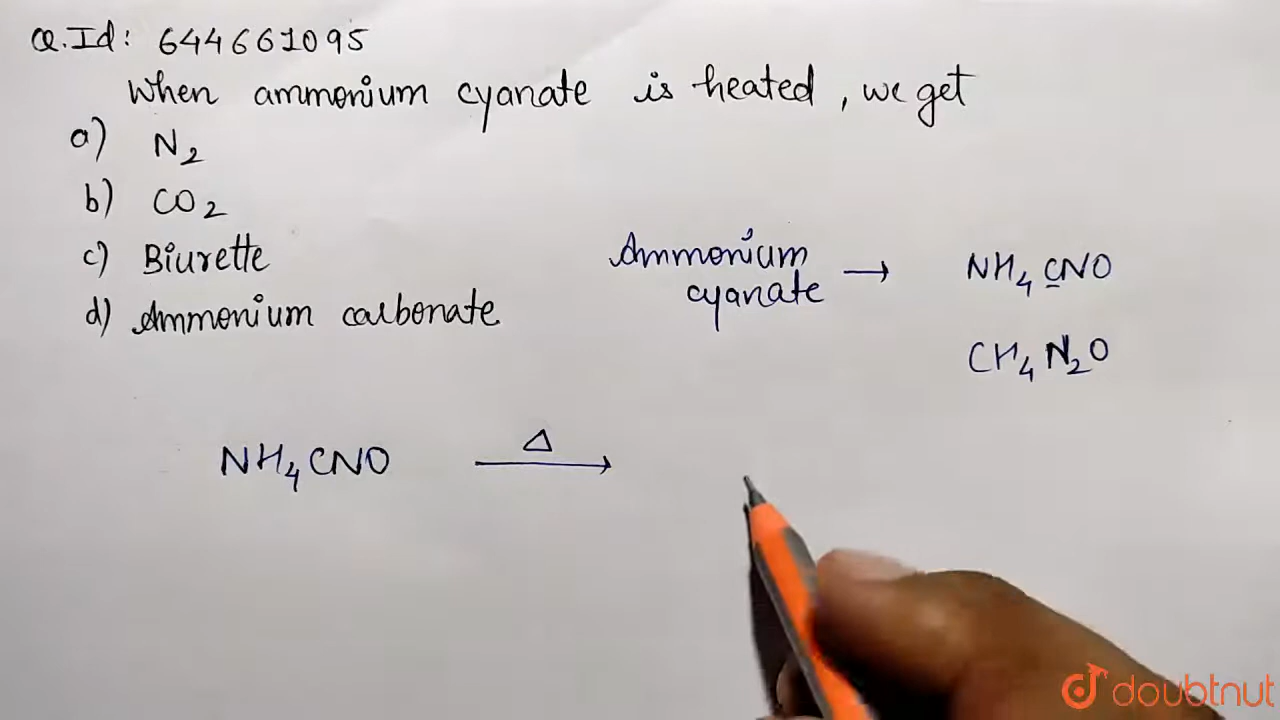 Q.Id: 644661095
When ammonium cyanate is heated, we get
a) N2
b) CO2
c) Biurette
d) Ammonium carbonate
Ammonium cyanate → NH4CNO
CH4N2O
NH4CNO Δ→
doubtnut